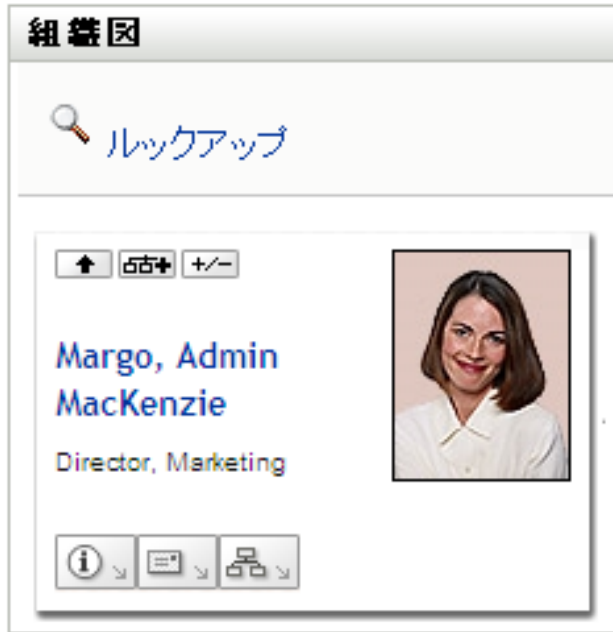 組織図
ルックアップ
+/-
Margo, Admin
MacKenzie
Director, Marketing